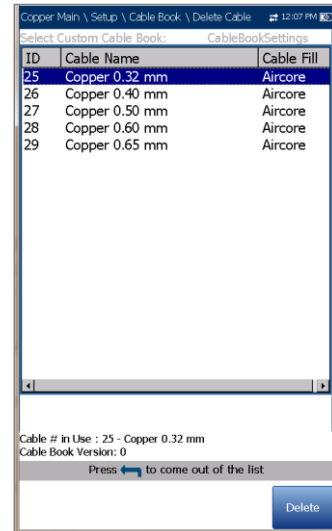 Copper Main \ Setup \ Cable Book \ Delete Cable 12:07 PM
Select Custom Cable Book: CableBookSettings
ID Cable Name Cable Fill
25 Copper 0.32 mm Aircore
26 Copper 0.40 mm Aircore
27 Copper 0.50 mm Aircore
28 Copper 0.60 mm Aircore
29 Copper 0.65 mm Aircore
Cable # in Use : 25 - Copper 0.32 mm
Cable Book Version: 0
Press to come out of the list
Delete